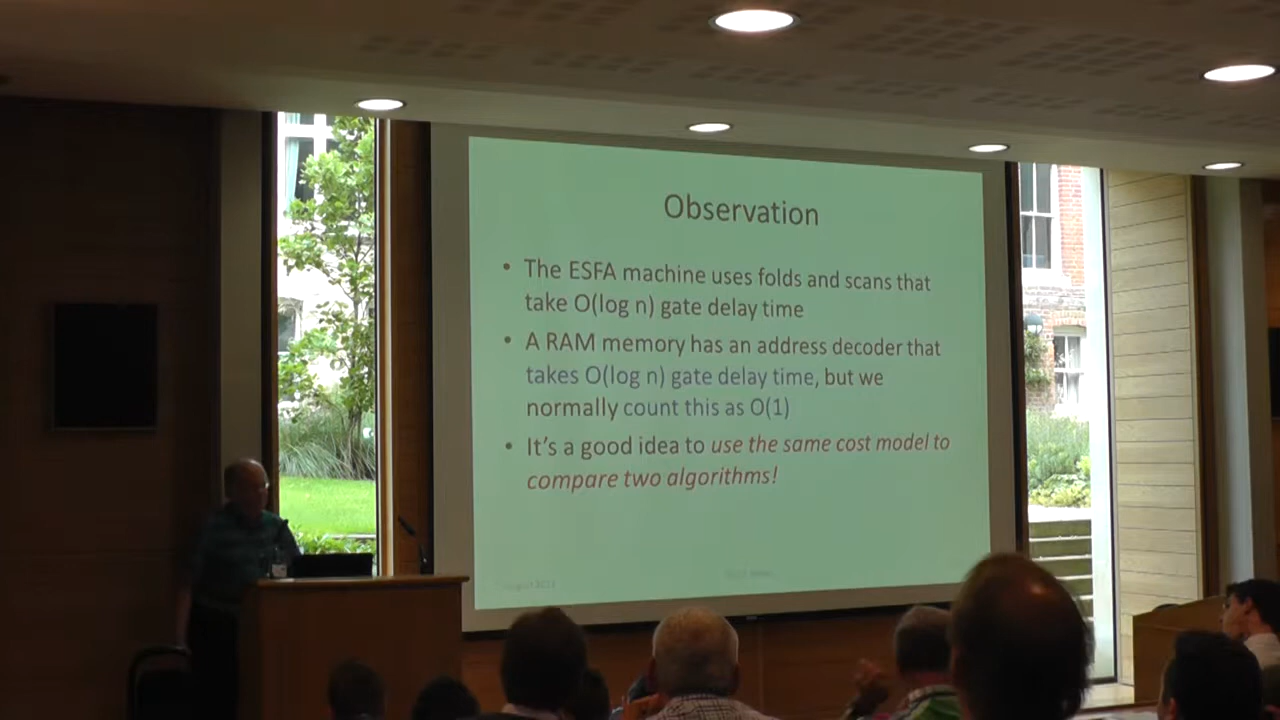 Observation
• The ESFA machine uses folds and scans that
take O(log n) gate delay time
• A RAM memory has an address decoder that
takes O(log n) gate delay time, but we
normally count this as O(1)
• It's a good idea to use the same cost model to
compare two algorithms!